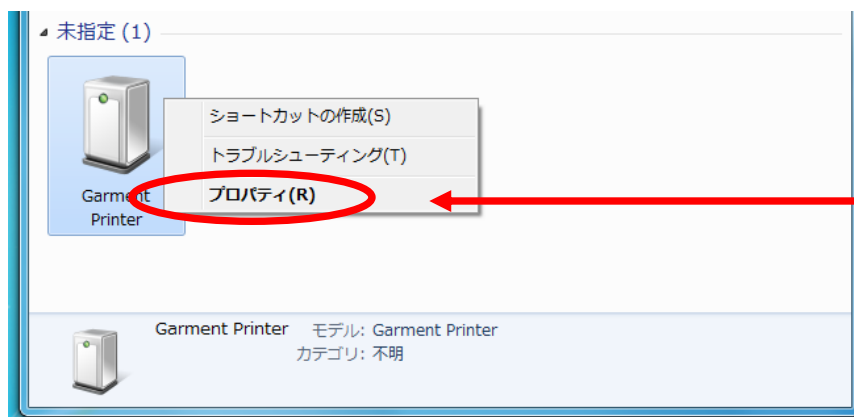 未指定 (1)
ショートカットの作成(S)
トラブルシューティング(T)
プロパティ(R)
Garment
Printer
Garment Printer モデル: Garment Printer
カテゴリ: 不明